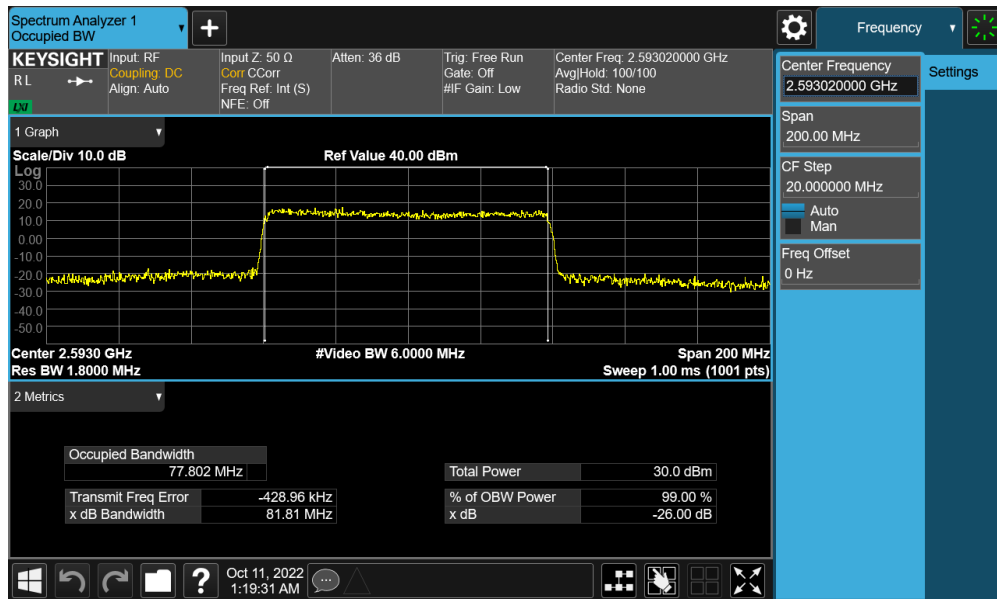 Spectrum Analyzer 1
Occupied BW
Frequency
KEYSIGHT
R L
LXI
Input: RF
Coupling: DC
Align: Auto
Input Z: 50 Ω
Corr CCorr
Freq Ref: Int (S)
NFE: Off
Atten: 36 dB
Trig: Free Run
Gate: Off
#IF Gain: Low
Center Freq: 2.593020000 GHz
Avg|Hold: 100/100
Radio Std: None
Center Frequency
2.593020000 GHz
Settings
Span
200.00 MHz
CF Step
20.000000 MHz
Auto
Man
Freq Offset
0 Hz
1 Graph
Scale/Div 10.0 dB
Ref Value 40.00 dBm
Log
30.0
20.0
10.0
0.00
-10.0
-20.0
-30.0
-40.0
-50.0
Center 2.5930 GHz
#Video BW 6.0000 MHz
Span 200 MHz
Res BW 1.8000 MHz
Sweep 1.00 ms (1001 pts)
2 Metrics
Occupied Bandwidth
77.802 MHz
Total Power 30.0 dBm
Transmit Freq Error -428.96 kHz
% of OBW Power 99.00 %
x dB Bandwidth 81.81 MHz
x dB -26.00 dB
?
Oct 11, 2022
1:19:31 AM